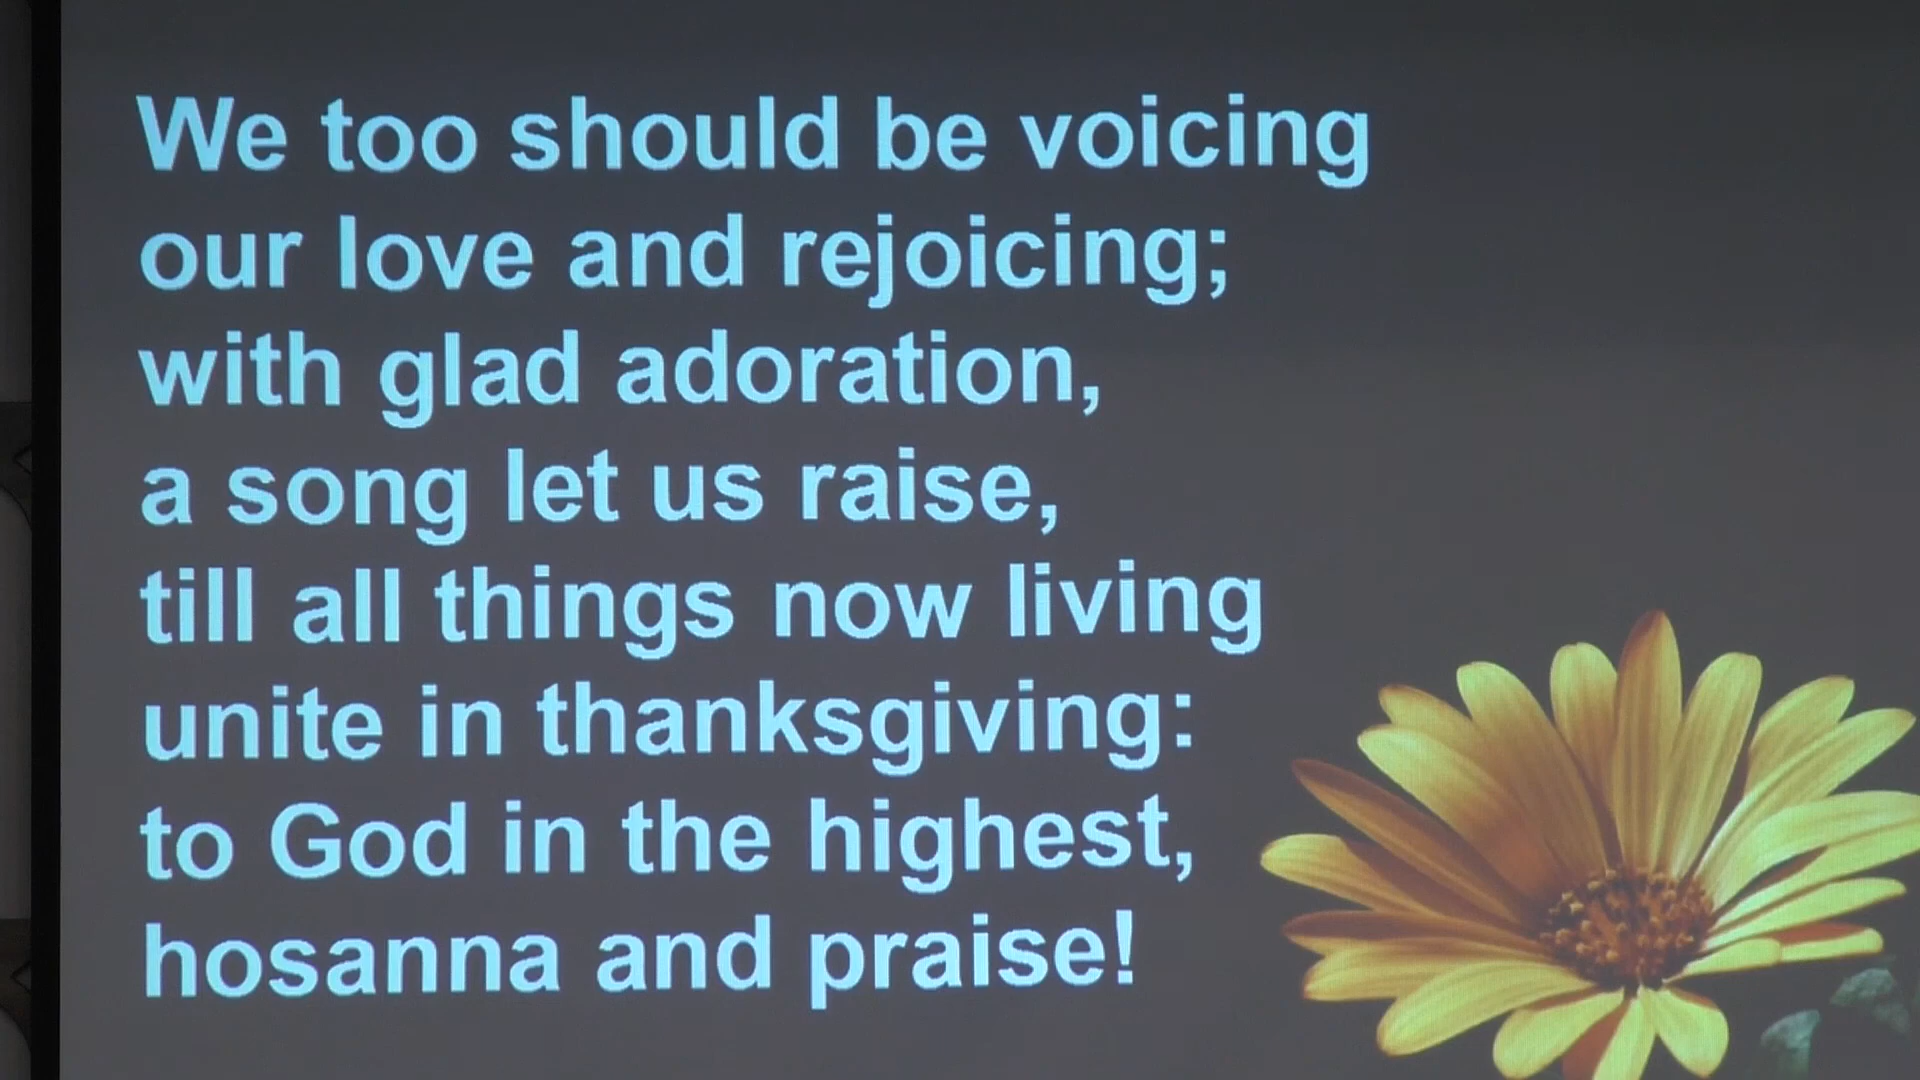 We too should be voicing
our love and rejoicing;
with glad adoration,
a song let us raise,
till all things now living
unite in thanksgiving:
to God in the highest,
hosanna and praise!